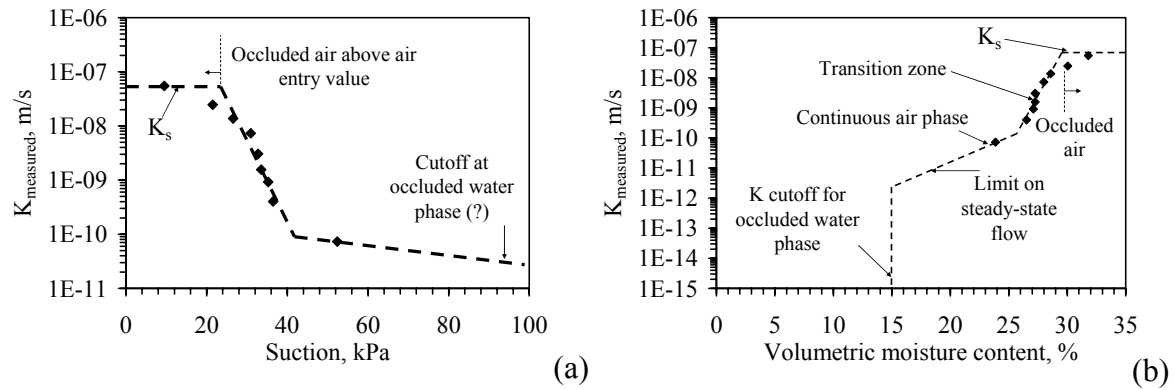 1E-06
1E-07
1E-08
1E-09
1E-10
1E-11
K_measured, m/s
Occluded air above air
entry value
K_s
Cutoff at
occluded water
phase (?)
0 20 40 60 80 100
Suction, kPa
(a)
1E-06
1E-07
1E-08
1E-09
1E-10
1E-11
1E-12
1E-13
1E-14
1E-15
K_measured, m/s
K_s
Transition zone
Continuous air phase
Occluded
air
K cutoff for
occluded water
phase
Limit on
steady-state
flow
0 5 10 15 20 25 30 35
Volumetric moisture content, %
(b)